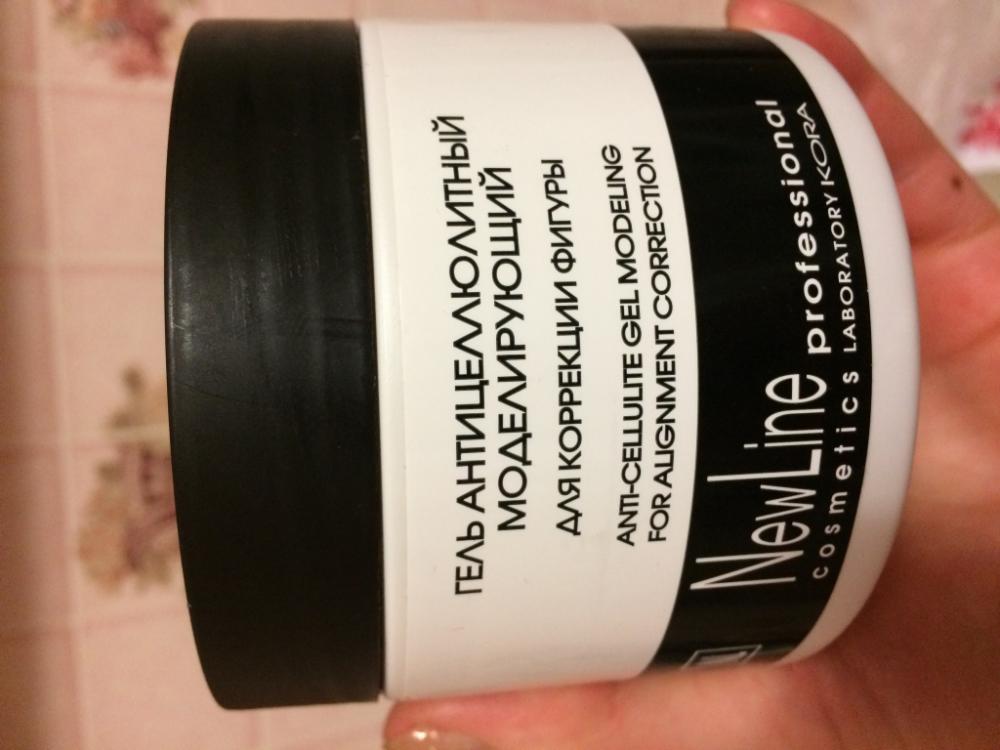 ГЕЛЬ АНТИЦЕЛЛЮЛИТНЫЙ
МОДЕЛИРУЮЩИЙ
ДЛЯ КОРРЕКЦИИ ФИГУРЫ
ANTI-CELLULITE GEL MODELING
FOR ALIGNMENT CORRECTION
NewLine professional
cosmetics LABORATORY KORA